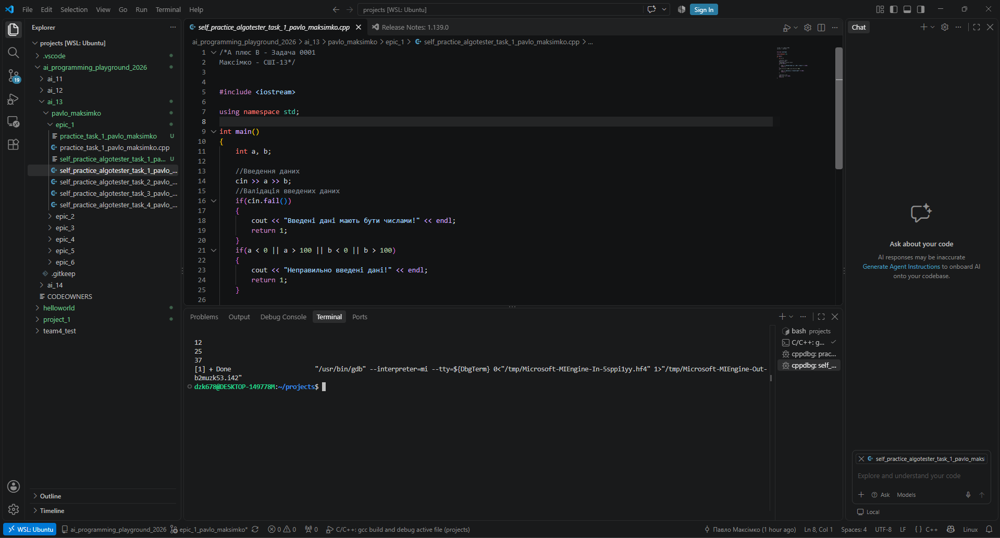 File Edit Selection View Go Run Terminal Help
projects [WSL: Ubuntu]
Sign In
Explorer
projects [WSL: Ubuntu]
.vscode
ai_programming_playground_2026
ai_11
ai_12
ai_13
pavlo_maksimko
epic_1
practice_task_1_pavlo_maksimko U
practice_task_1_pavlo_maksimko.cpp
self_practice_algotester_task_1_pa... U
self_practice_algotester_task_1_pavlo_...
self_practice_algotester_task_2_pavlo_...
self_practice_algotester_task_3_pavlo_...
self_practice_algotester_task_4_pavlo_...
epic_2
epic_3
epic_4
epic_5
epic_6
.gitkeep
ai_14
CODEOWNERS
helloworld
project_1
team4_test
Outline
Timeline
19
self_practice_algotester_task_1_pavlo_maksimko.cpp
Release Notes: 1.139.0
ai_programming_playground_2026 > ai_13 > pavlo_maksimko > epic_1 > self_practice_algotester_task_1_pavlo_maksimko.cpp > ...
1 /*А плюс В - Задача 0001
2 Максімко - СШІ-13*/
3
4
5 #include <iostream>
6
7 using namespace std;
8
9 int main()
10 {
11 int a, b;
12
13 //Введення даних
14 cin >> a >> b;
15 //Валідація введених даних
16 if(cin.fail())
17 {
18 cout << "Введені дані мають бути числами!" << endl;
19 return 1;
20 }
21 if(a < 0 || a > 100 || b < 0 || b > 100)
22 {
23 cout << "Неправильно введені дані!" << endl;
24 return 1;
25 }
26
Problems Output Debug Console Terminal Ports
12
25
37
[1] + Done "/usr/bin/gdb" --interpreter=mi --tty=${DbgTerm} 0<"/tmp/Microsoft-MIEngine-In-5sppi1yy.hf4" 1>"/tmp/Microsoft-MIEngine-Out-
b2muzk53.i42"
dzk678@DESKTOP-149778M:~/projects$
bash projects
C/C++: g...
cppdbg: prac...
cppdbg: self_...
Chat
Ask about your code
AI responses may be inaccurate
Generate Agent Instructions to onboard AI
onto your codebase.
self_practice_algotester_task_1_pavlo_maksi
Explore and understand your code
Ask Models
Local
WSL: Ubuntu ai_programming_playground_2026 epic_1_pavlo_maksimko* 0 0 0 C/C++: gcc build and debug active file (projects)
Павло Максімко (1 hour ago) Ln 8, Col 1 Spaces: 4 UTF-8 LF {} C++ Linux